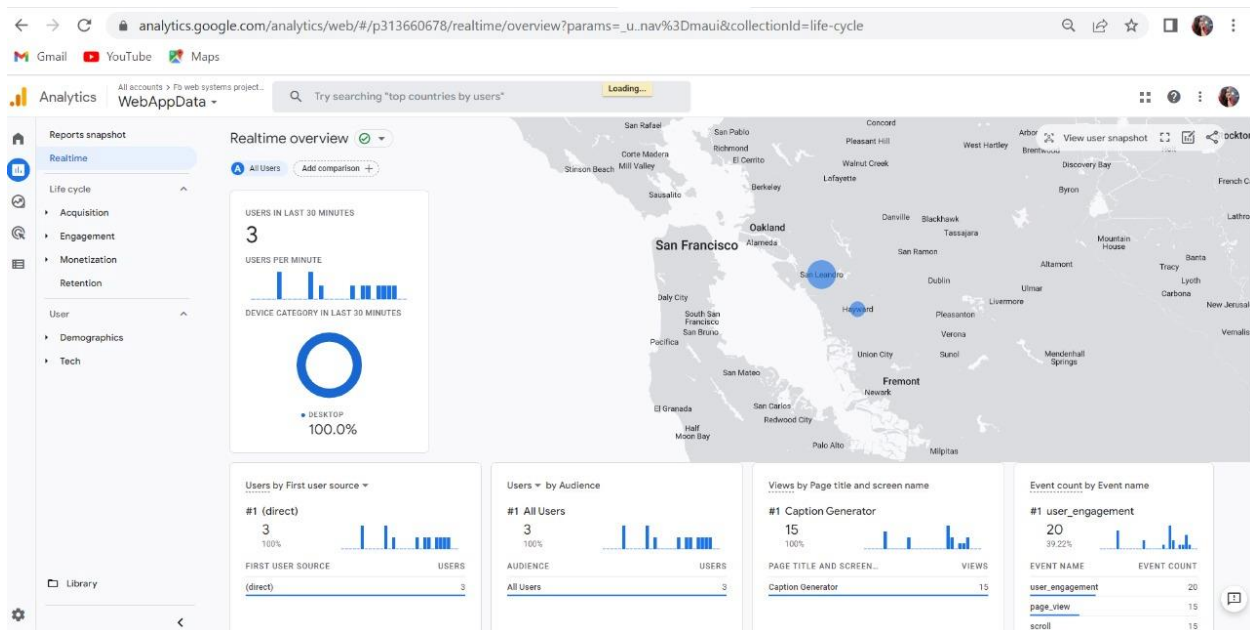 analytics.google.com/analytics/web/#/p313660678/realtime/overview?params=_u..nav%3Dmaui&collectionId=life-cycle
Gmail YouTube Maps
Analytics
All accounts > Fb web systems project...
WebAppData
Try searching "top countries by users"
Loading...
Reports snapshot
Realtime
Life cycle
Acquisition
Engagement
Monetization
Retention
User
Demographics
Tech
Library
Realtime overview
A All Users
Add comparison +
View user snapshot
USERS IN LAST 30 MINUTES
3
USERS PER MINUTE
DEVICE CATEGORY IN LAST 30 MINUTES
DESKTOP
100.0%
San Rafael
San Pablo
Concord
Richmond
Pleasant Hill
West Hartley
Brentwood
Corte Madera
El Cerrito
Stinson Beach
Mill Valley
Walnut Creek
Discovery Bay
Lafayette
French C
Berkeley
Byron
Sausalito
Danville
Blackhawk
Lathro
Oakland
Tassajara
San Francisco
Alameda
Mountain
House
San Ramon
Banta
Altamont
Tracy
San Leandro
Dublin
Lyoth
Ulmar
Carbona
Daly City
Livermore
New Jerusal
Hayward
Pleasanton
South San
Francisco
San Bruno
Verona
Vernalis
Pacifica
Union City
Sunol
Mendenhall
Springs
San Mateo
Fremont
Newark
El Granada
San Carlos
Redwood City
Half
Moon Bay
Palo Alto
Milpitas
Users by First user source
#1 (direct)
3
100%
FIRST USER SOURCE USERS
(direct) 3
Users by Audience
#1 All Users
3
100%
AUDIENCE USERS
All Users 3
Views by Page title and screen name
#1 Caption Generator
15
100%
PAGE TITLE AND SCREEN... VIEWS
Caption Generator 15
Event count by Event name
#1 user_engagement
20
39.22%
EVENT NAME EVENT COUNT
user_engagement 20
page_view 15
scroll 15